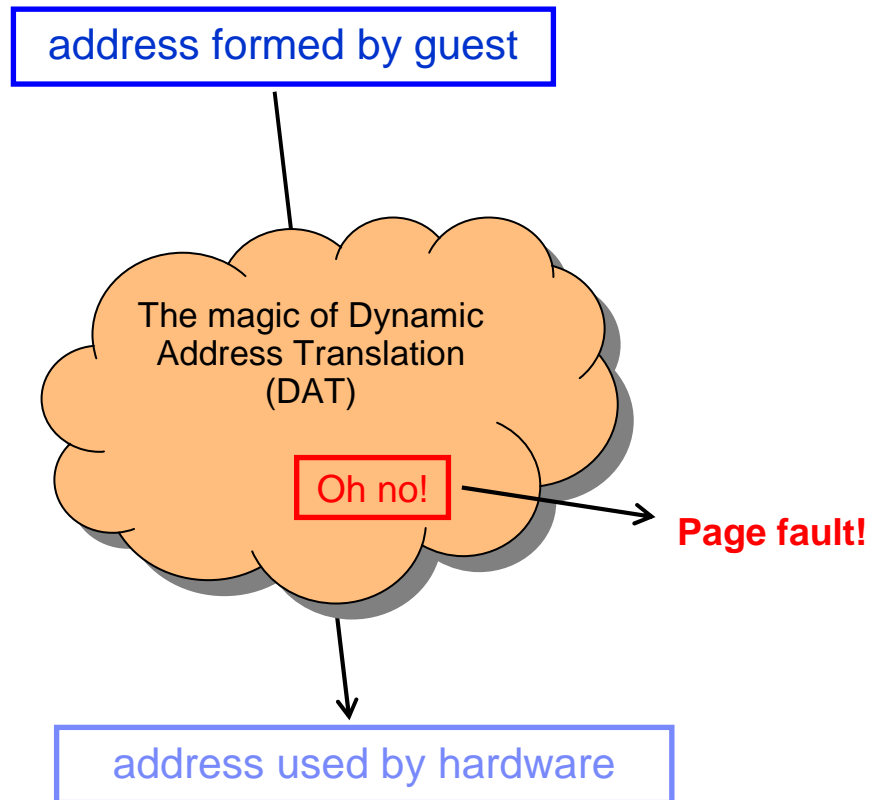 address formed by guest
The magic of Dynamic
Address Translation
(DAT)
Oh no!
Page fault!
address used by hardware